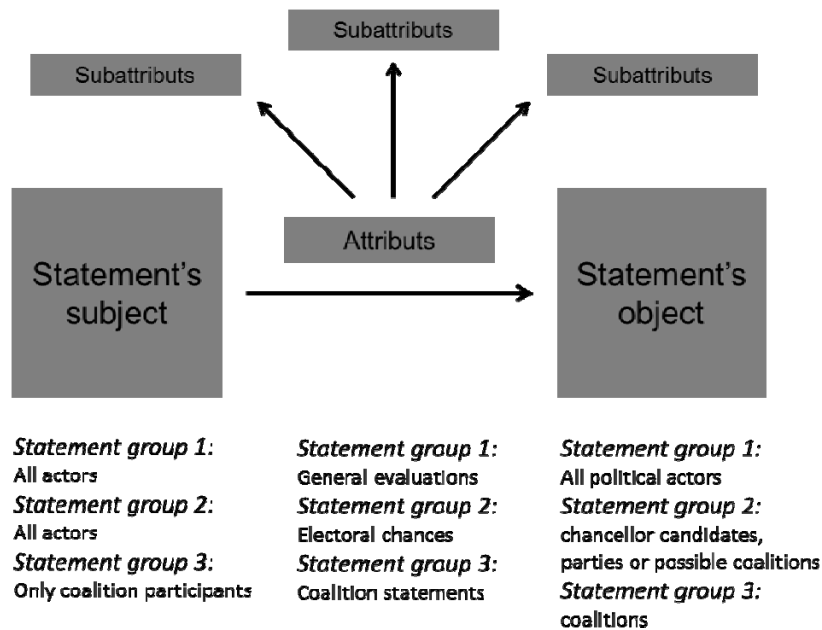 Subattributs
Subattributs
Subattributs
Attributs
Statement's
subject
Statement's
object
Statement group 1:
All actors
Statement group 2:
All actors
Statement group 3:
Only coalition participants
Statement group 1:
General evaluations
Statement group 2:
Electoral chances
Statement group 3:
Coalition statements
Statement group 1:
All political actors
Statement group 2:
chancellor candidates,
parties or possible coalitions
Statement group 3:
coalitions